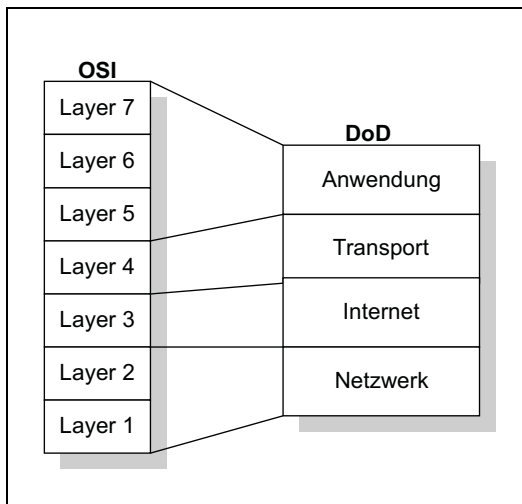 OSI
Layer 7
Layer 6
Layer 5
Layer 4
Layer 3
Layer 2
Layer 1
DoD
Anwendung
Transport
Internet
Netzwerk